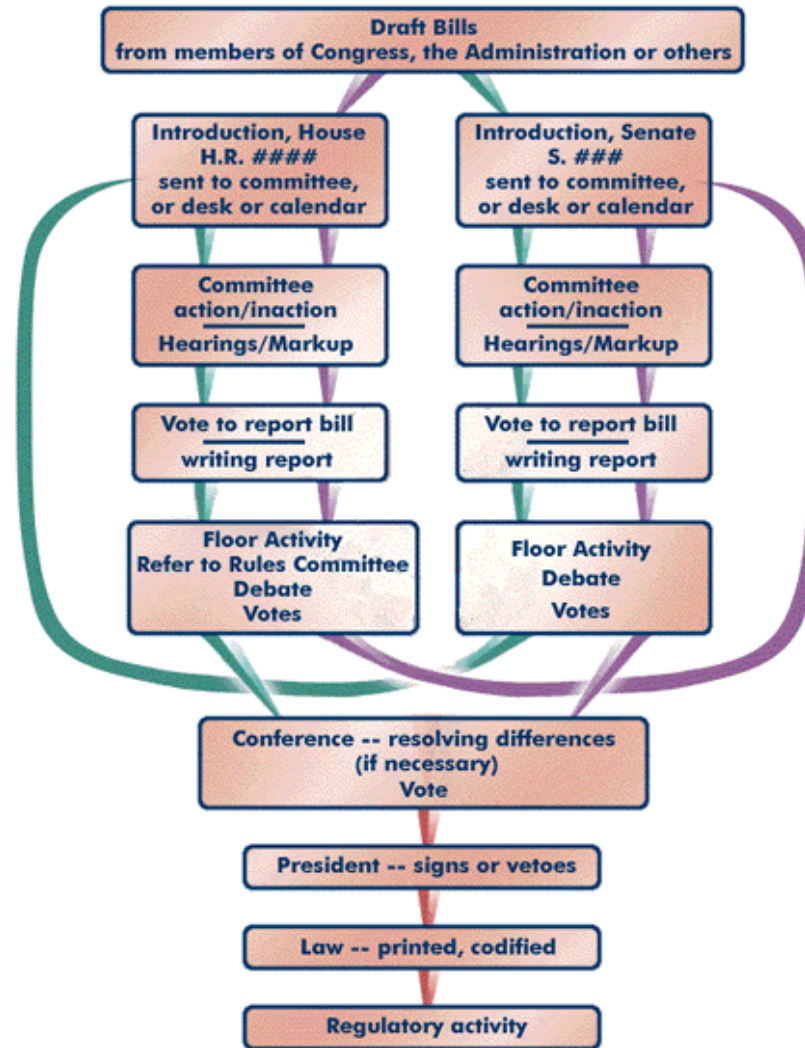 Draft Bills
from members of Congress, the Administration or others
Introduction, House
H.R. ####
sent to committee,
or desk or calendar
Introduction, Senate
S. ###
sent to committee,
or desk or calendar
Committee
action/inaction
Hearings/Markup
Committee
action/inaction
Hearings/Markup
Vote to report bill
writing report
Vote to report bill
writing report
Floor Activity
Refer to Rules Committee
Debate
Votes
Floor Activity
Debate
Votes
Conference -- resolving differences
(if necessary)
Vote
President -- signs or vetoes
Law -- printed, codified
Regulatory activity